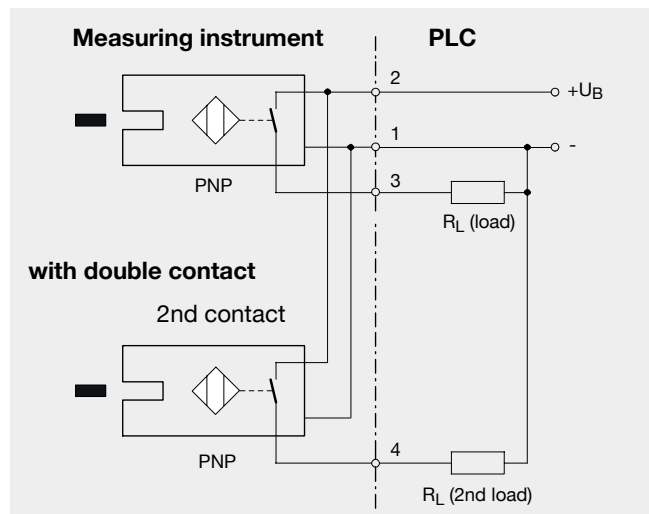 Measuring instrument
PLC
2
+UB
1
-
3
PNP
RL (load)
with double contact
2nd contact
4
PNP
RL (2nd load)